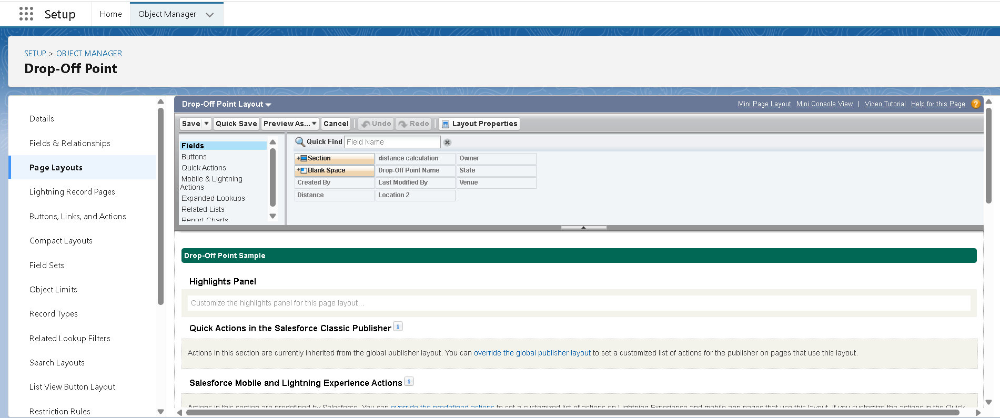 Setup
Home
Object Manager
SETUP > OBJECT MANAGER
Drop-Off Point
Details
Fields & Relationships
Page Layouts
Lightning Record Pages
Buttons, Links, and Actions
Compact Layouts
Field Sets
Object Limits
Record Types
Related Lookup Filters
Search Layouts
List View Button Layout
Restriction Rules
Drop-Off Point Layout
Mini Page Layout Mini Console View | Video Tutorial Help for this Page ?
Save Quick Save Preview As... Cancel | Undo Redo | Layout Properties
Fields
Buttons
Quick Actions
Mobile & Lightning
Actions
Expanded Lookups
Related Lists
Report Charts
Quick Find Field Name
Section distance calculation Owner
Blank Space Drop-Off Point Name State
Created By Last Modified By Venue
Distance Location 2
Drop-Off Point Sample
Highlights Panel
Customize the highlights panel for this page layout...
Quick Actions in the Salesforce Classic Publisher i
Actions in this section are currently inherited from the global publisher layout. You can override the global publisher layout to set a customized list of actions for the publisher on pages that use this layout.
Salesforce Mobile and Lightning Experience Actions i
Actions in this section are predefined by Salesforce. You can override the predefined actions to set a customized list of actions on Lightning Experience and mobile app pages that use this layout. If you customize the actions in the Quick